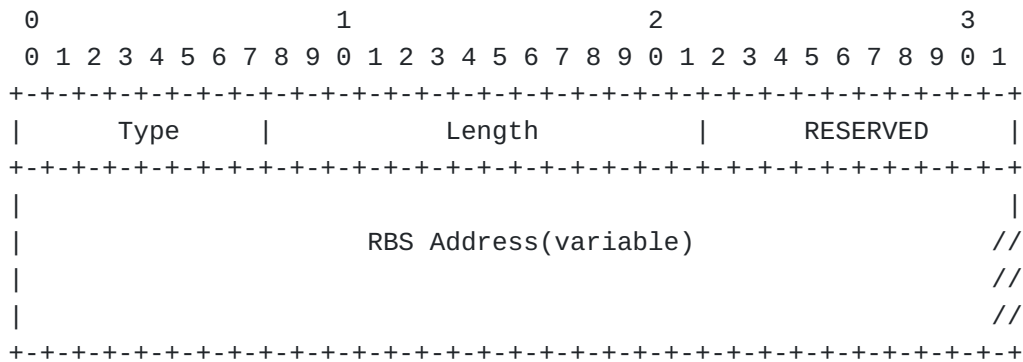 0                   1                   2                   3
 0 1 2 3 4 5 6 7 8 9 0 1 2 3 4 5 6 7 8 9 0 1 2 3 4 5 6 7 8 9 0 1
+-+-+-+-+-+-+-+-+-+-+-+-+-+-+-+-+-+-+-+-+-+-+-+-+-+-+-+-+-+-+-+-+
|      Type     |           Length          |      RESERVED     |
+-+-+-+-+-+-+-+-+-+-+-+-+-+-+-+-+-+-+-+-+-+-+-+-+-+-+-+-+-+-+-+-+
|                                                               |
|                      RBS Address(variable)                   //
|                                                              //
|                                                              //
+-+-+-+-+-+-+-+-+-+-+-+-+-+-+-+-+-+-+-+-+-+-+-+-+-+-+-+-+-+-+-+-+